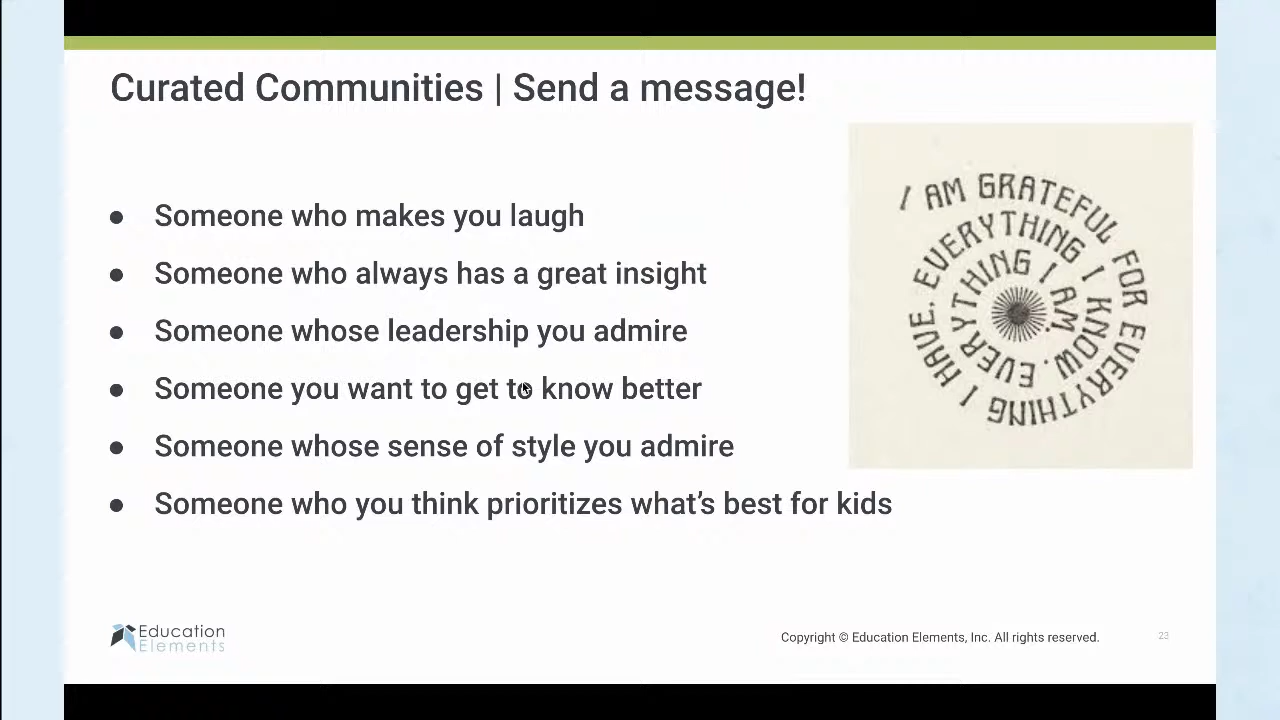 Curated Communities | Send a message!
● Someone who makes you laugh
● Someone who always has a great insight
● Someone whose leadership you admire
● Someone you want to get to know better
● Someone whose sense of style you admire
● Someone who you think prioritizes what’s best for kids
I AM GRATEFUL FOR EVERYTHING I HAVE. EVERYTHING I KNOW. EVERYTHING I AM.
Education
Elements
Copyright © Education Elements, Inc. All rights reserved.
23